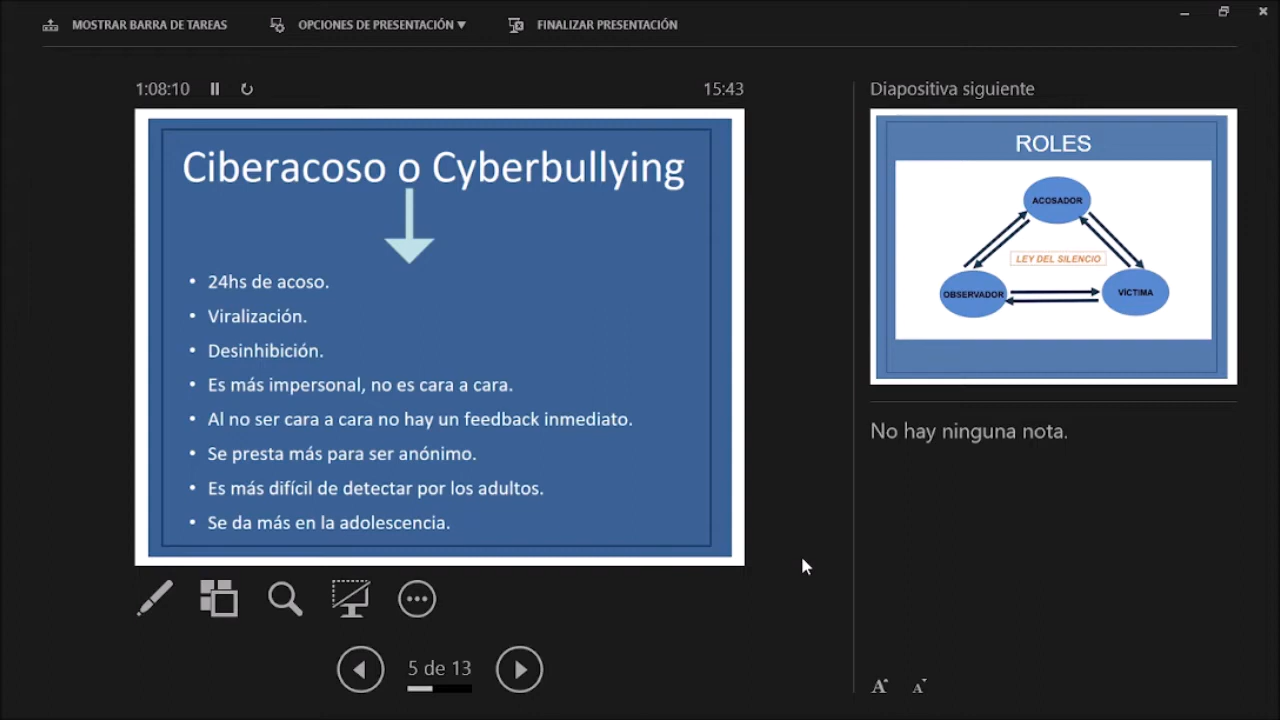 MOSTRAR BARRA DE TAREAS
OPCIONES DE PRESENTACIÓN ▼
FINALIZAR PRESENTACIÓN
1:08:10
15:43
Ciberacoso o Cyberbullying
• 24hs de acoso.
• Viralización.
• Desinhibición.
• Es más impersonal, no es cara a cara.
• Al no ser cara a cara no hay un feedback inmediato.
• Se presta más para ser anónimo.
• Es más difícil de detectar por los adultos.
• Se da más en la adolescencia.
5 de 13
Diapositiva siguiente
ROLES
ACOSADOR
LEY DEL SILENCIO
OBSERVADOR
VÍCTIMA
No hay ninguna nota.
A A